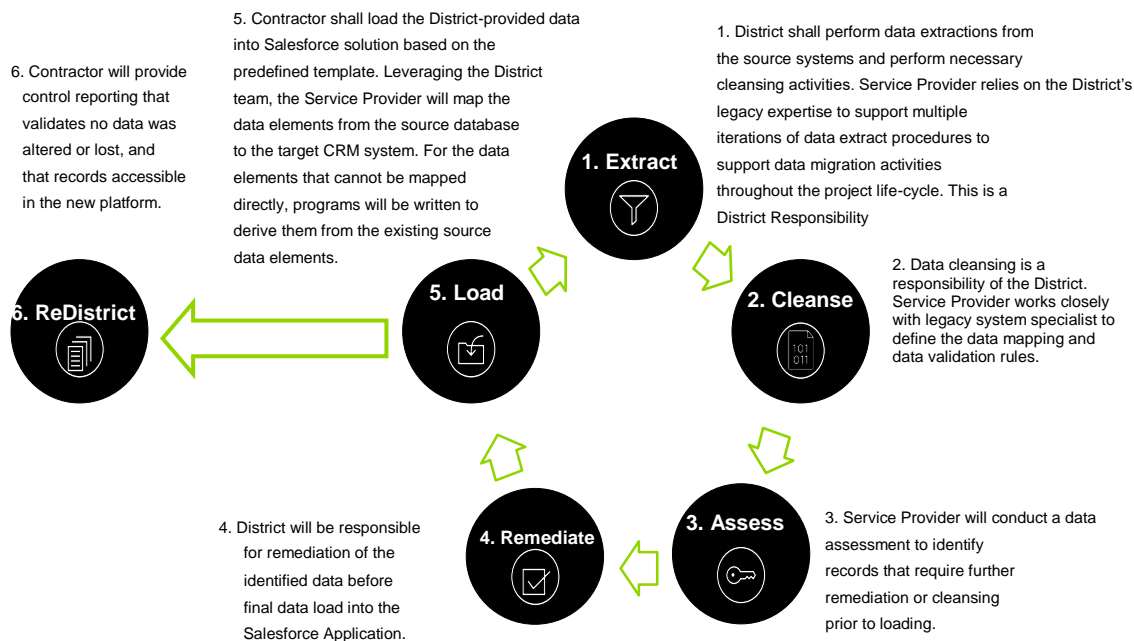 1. District shall perform data extractions from
the source systems and perform necessary
cleansing activities. Service Provider relies on the District's
legacy expertise to support multiple
iterations of data extract procedures to
support data migration activities
throughout the project life-cycle. This is a
District Responsibility
1. Extract
2. Cleanse
101
011
2. Data cleansing is a
responsibility of the District.
Service Provider works closely
with legacy system specialist to
define the data mapping and
data validation rules.
3. Assess
3. Service Provider will conduct a data
assessment to identify
records that require further
remediation or cleansing
prior to loading.
4. Remediate
4. District will be responsible
for remediation of the
identified data before
final data load into the
Salesforce Application.
5. Load
5. Contractor shall load the District-provided data
into Salesforce solution based on the
predefined template. Leveraging the District
team, the Service Provider will map the
data elements from the source database
to the target CRM system. For the data
elements that cannot be mapped
directly, programs will be written to
derive them from the existing source
data elements.
6. ReDistrict
6. Contractor will provide
control reporting that
validates no data was
altered or lost, and
that records accessible
in the new platform.